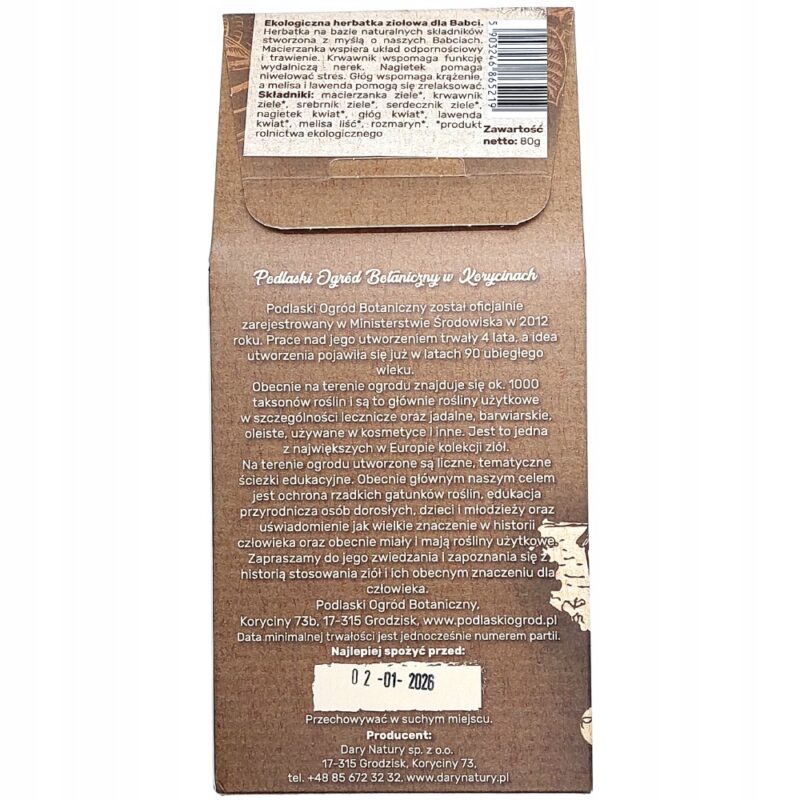 Ekologiczna herbatka ziołowa dla Babci.
Herbatka na bazie naturalnych składników
stworzona z myślą o naszych Babciach.
Macierzanka wspiera układ odpornościowy
i trawienie. Krwawnik wspomaga funkcję
wydalniczą nerek. Nagietek pomaga
niwelować stres. Głóg wspomaga krążenie,
a melisa i lawenda pomogą się zrelaksować.
Składniki: macierzanka ziele*, krwawnik
ziele*, srebrnik ziele*, serdecznik ziele*,
nagietek kwiat*, głóg kwiat*, lawenda
kwiat*, melisa liść*, rozmaryn*. *produkt
rolnictwa ekologicznego
5903246865219
Zawartość
netto: 80g
Podlaski Ogród Botaniczny w Korycinach
Podlaski Ogród Botaniczny został oficjalnie
zarejestrowany w Ministerstwie Środowiska w 2012
roku. Prace nad jego utworzeniem trwały 4 lata, a idea
utworzenia pojawiła się już w latach 90 ubiegłego
wieku.
Obecnie na terenie ogrodu znajduje się ok. 1000
taksonów roślin i są to głównie rośliny użytkowe
w szczególności lecznicze oraz jadalne, barwiarskie,
oleiste, używane w kosmetyce i inne. Jest to jedna
z największych w Europie kolekcji ziół.
Na terenie ogrodu utworzone są liczne, tematyczne
ścieżki edukacyjne. Obecnie głównym naszym celem
jest ochrona rzadkich gatunków roślin, edukacja
przyrodnicza osób dorosłych, dzieci i młodzieży oraz
uświadomienie jak wielkie znaczenie w historii
człowieka oraz obecnie miały i mają rośliny użytkowe.
Zapraszamy do jego zwiedzania i zapoznania się z
historią stosowania ziół i ich obecnym znaczeniu dla
człowieka.
Podlaski Ogród Botaniczny,
Koryciny 73b, 17-315 Grodzisk, www.podlaskiogrod.pl
Data minimalnej trwałości jest jednocześnie numerem partii.
Najlepiej spożyć przed:
02-01-2026
Przechowywać w suchym miejscu.
Producent:
Dary Natury sp. z o.o.
17-315 Grodzisk, Koryciny 73,
tel. +48 85 672 32 32. www.darynatury.pl